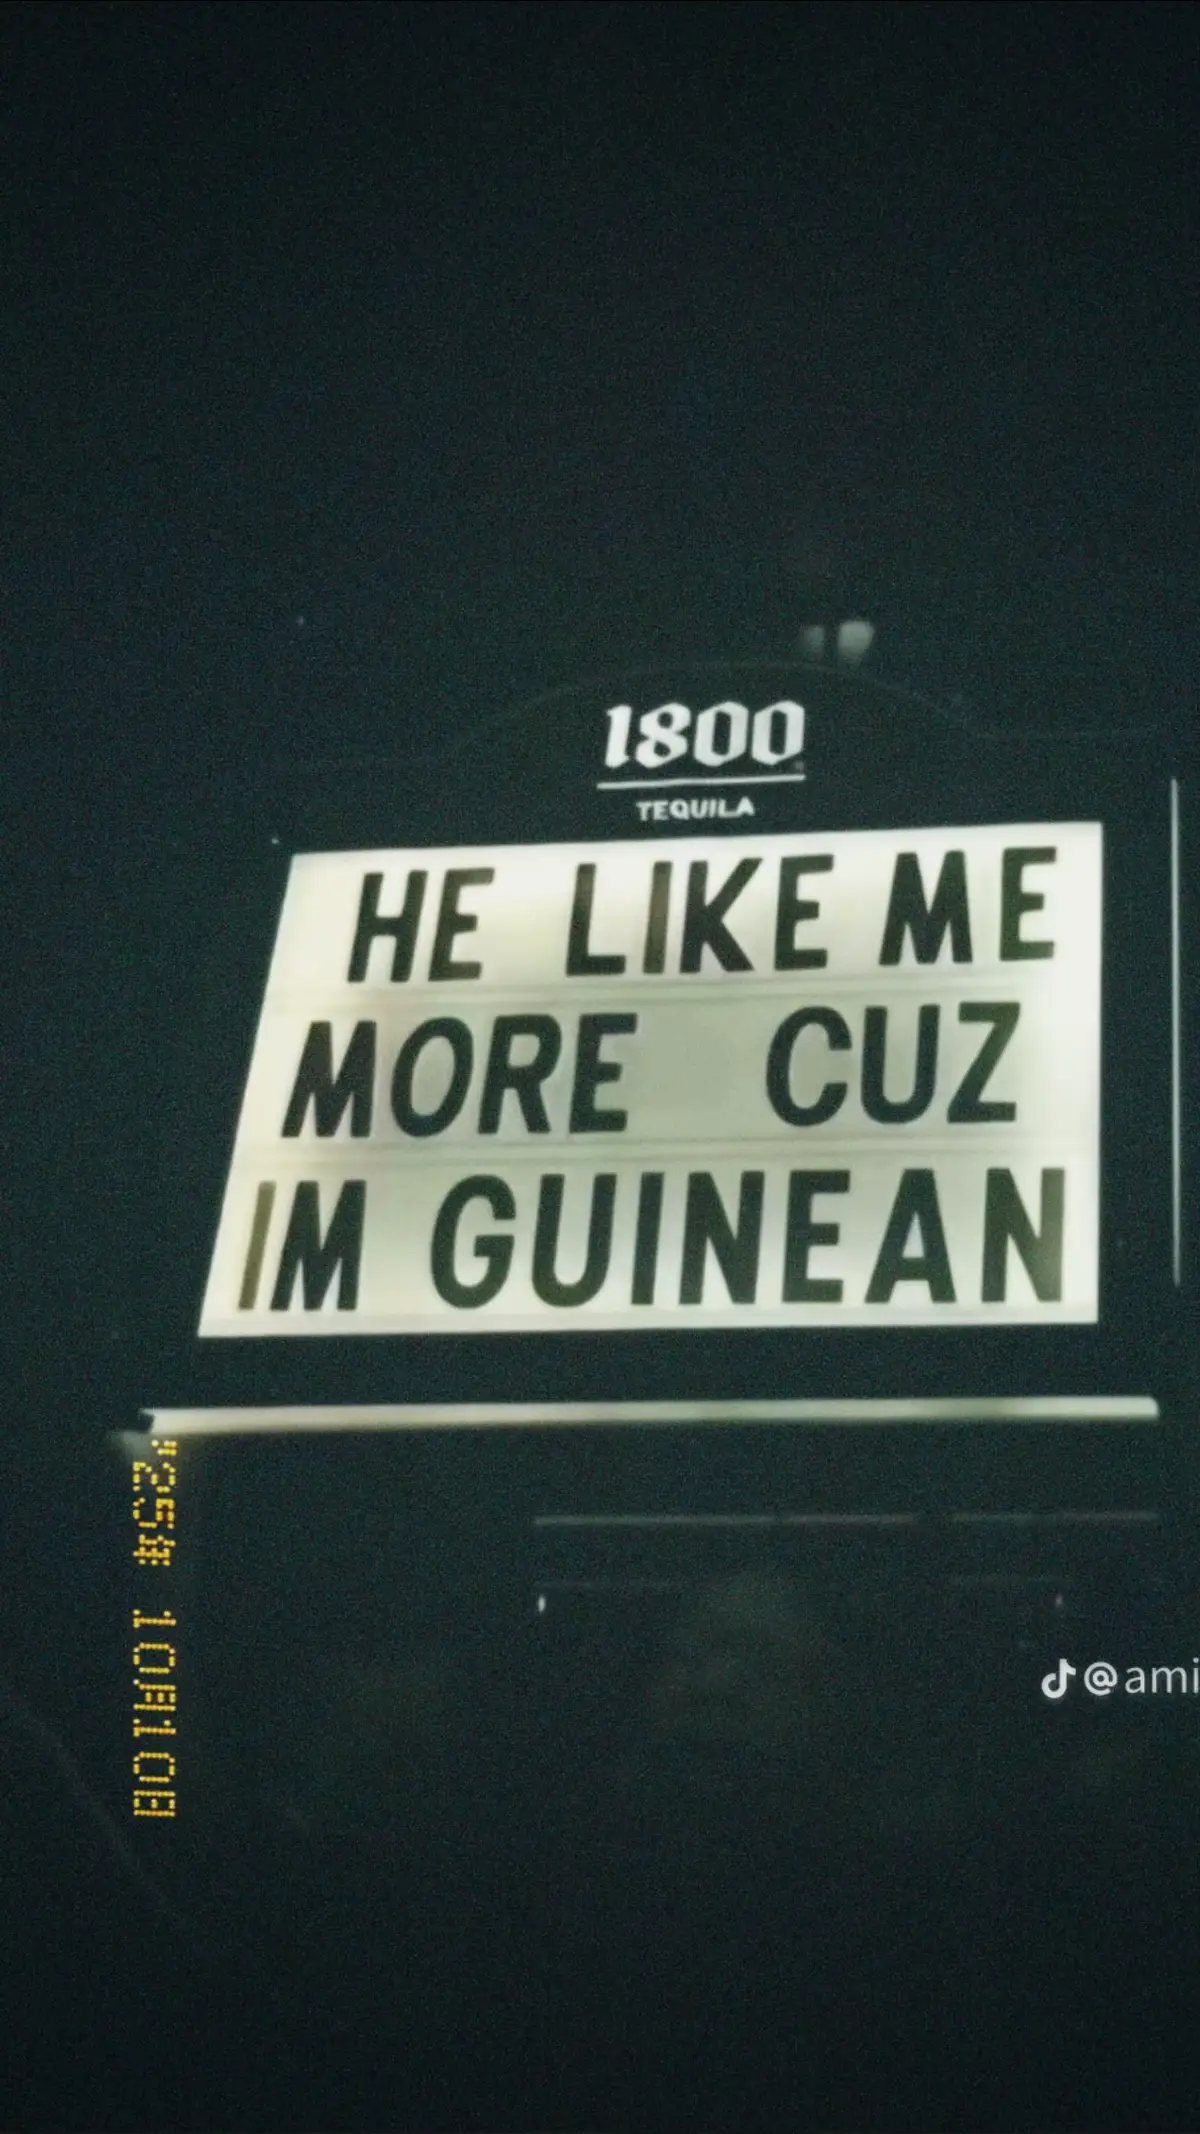 1800
TEQUILA
HE LIKE ME
MORE CUZ
IM GUINEAN
@ami